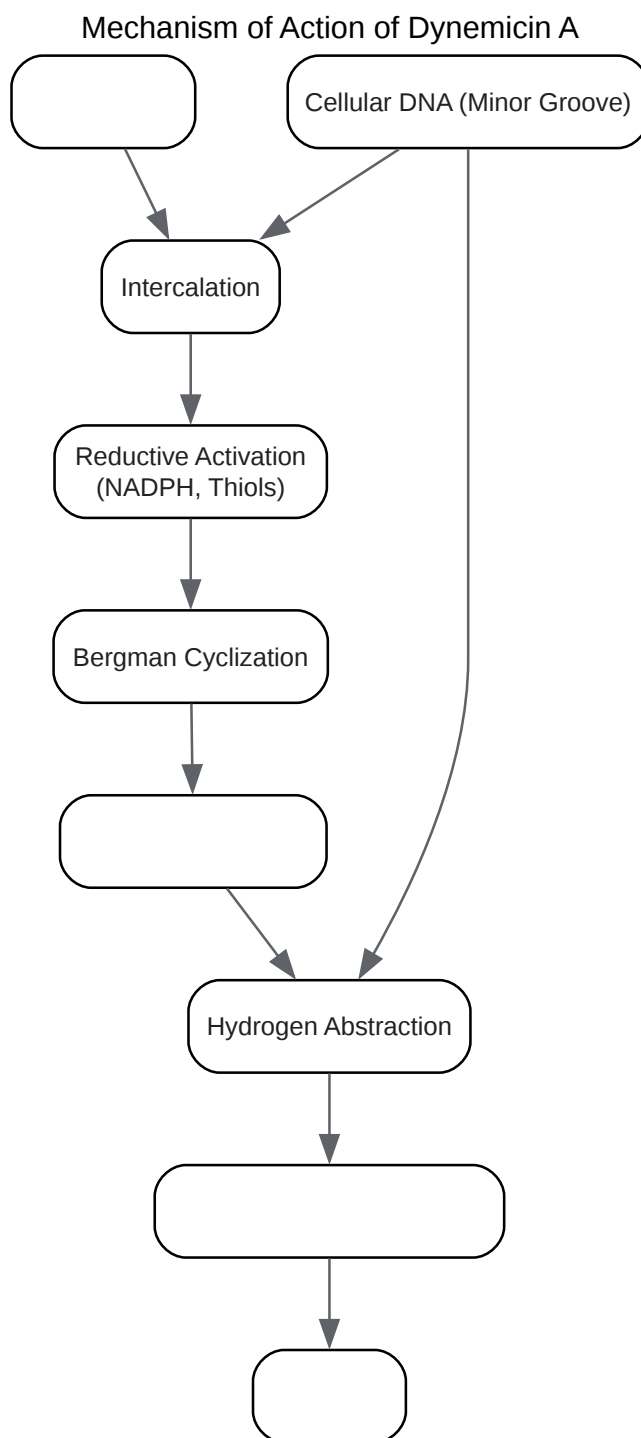 Mechanism of Action of Dynemicin A
Cellular DNA (Minor Groove)
Intercalation
Reductive Activation
(NADPH, Thiols)
Bergman Cyclization
Hydrogen Abstraction